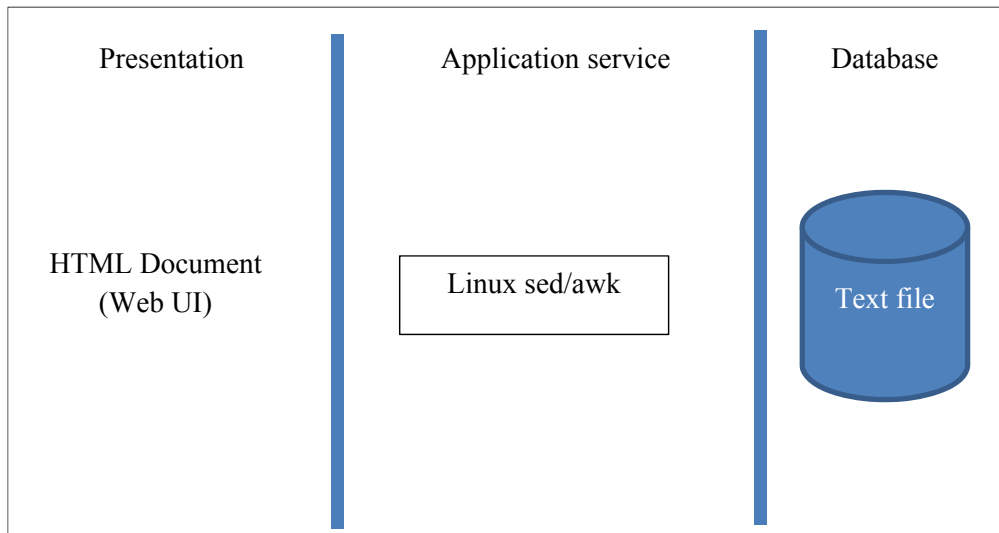 Presentation
Application service
Database
HTML Document
(Web UI)
Linux sed/awk
Text file